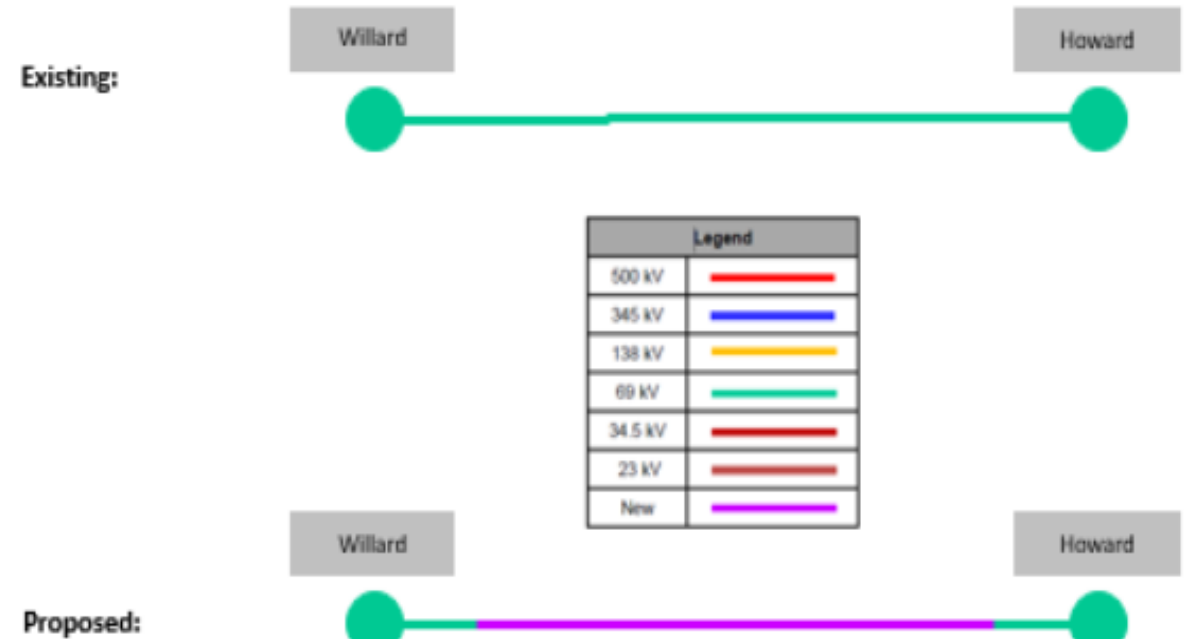 Willard
Howard
Existing:
Legend
500 kV
345 kV
138 kV
69 kV
34.5 kV
23 kV
New
Willard
Howard
Proposed: